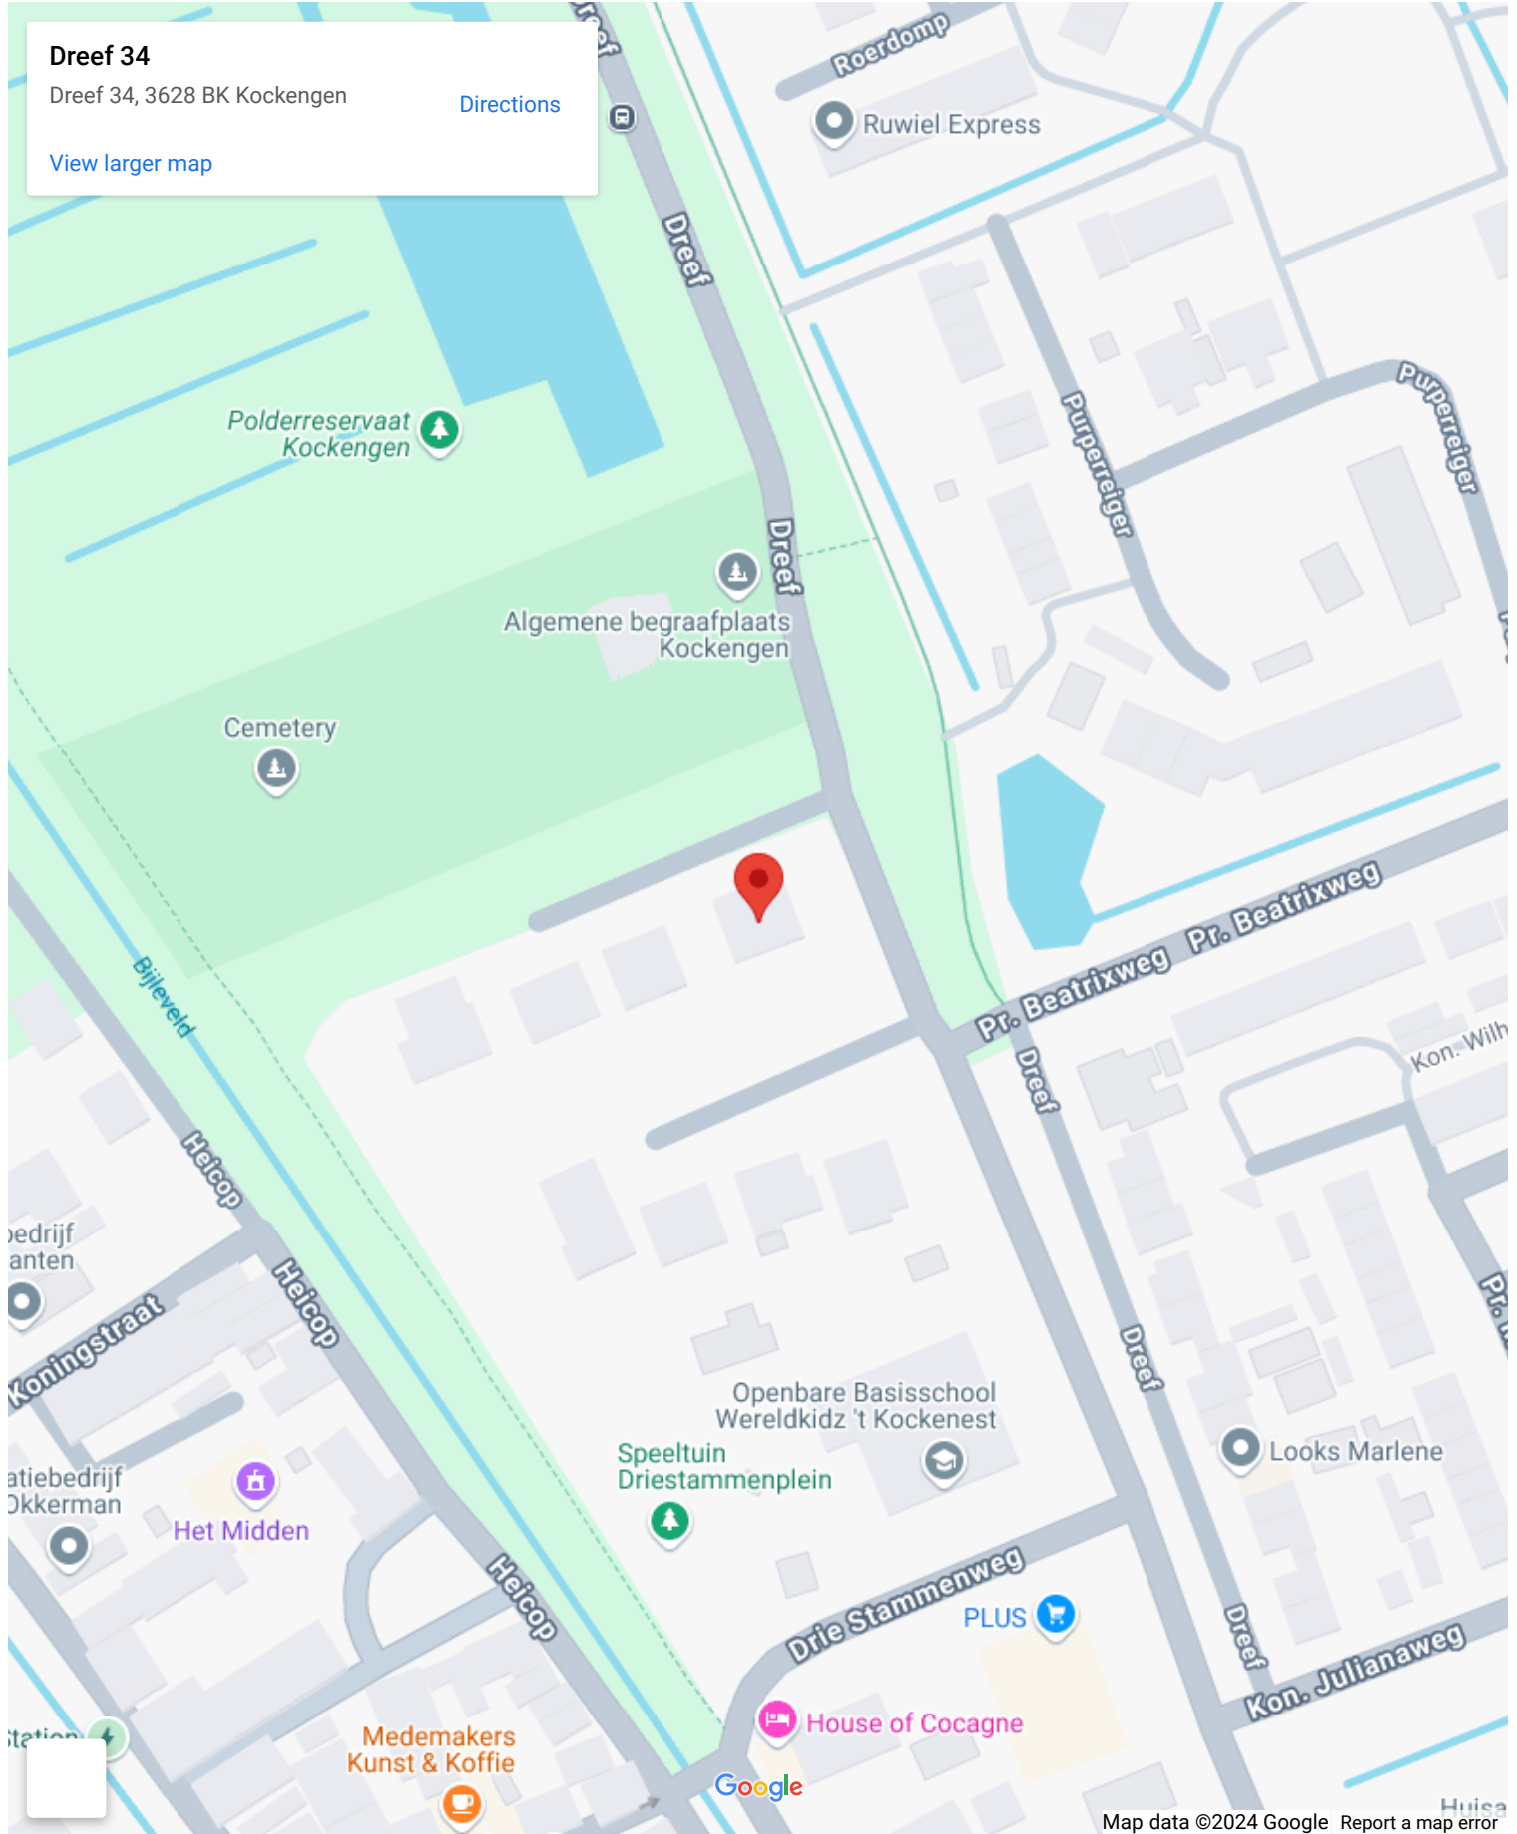 Dreef 34
Dreef 34, 3628 BK Kockengen
Directions
View larger map
Dreef
Roerdomp
Ruwiel Express
Dreef
Polderreservaat
Kockengen
Purperreiger
Purperreiger
Dreef
Algemene begraafplaats
Kockengen
Cemetery
Pr. Beatrixweg
Pr. Beatrixweg
Bijleveld
Kon. Wilh
Dreef
Heicop
bedrijf
anten
Heicop
Koningstraat
Dreef
Openbare Basisschool
Wereldkidz 't Kockenest
Speeltuin
Driestammenplein
Looks Marlene
atiebedrijf
Okkerman
Het Midden
Heicop
Drie Stammenweg
PLUS
Dreef
Kon. Julianaweg
House of Cocagne
Station
Medemakers
Kunst & Koffie
Google
Huisa
Map data ©2024 Google
Report a map error